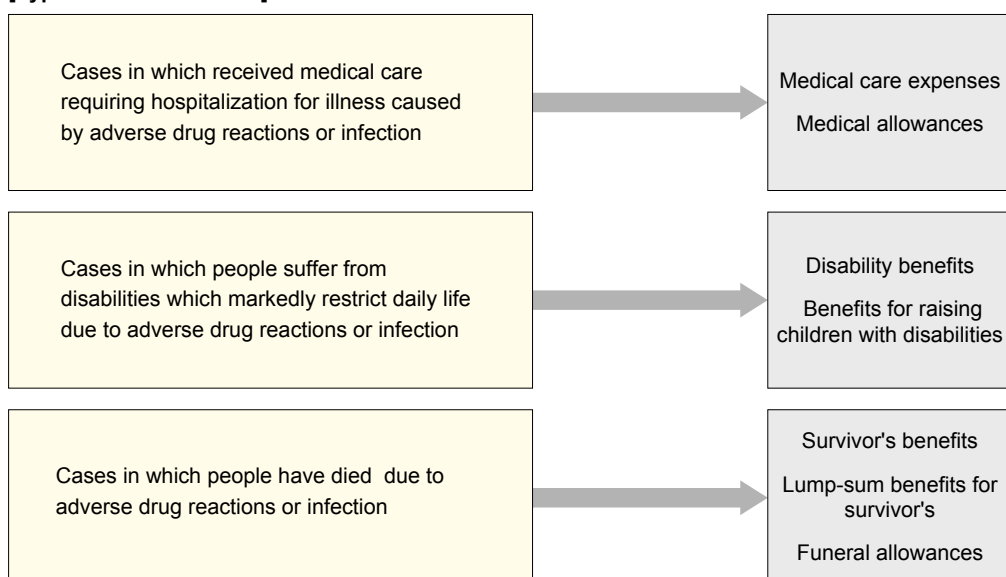 Cases in which received medical care
requiring hospitalization for illness caused
by adverse drug reactions or infection
Medical care expenses
Medical allowances
Cases in which people suffer from
disabilities which markedly restrict daily life
due to adverse drug reactions or infection
Disability benefits
Benefits for raising
children with disabilities
Cases in which people have died due to
adverse drug reactions or infection
Survivor's benefits
Lump-sum benefits for
survivor's
Funeral allowances